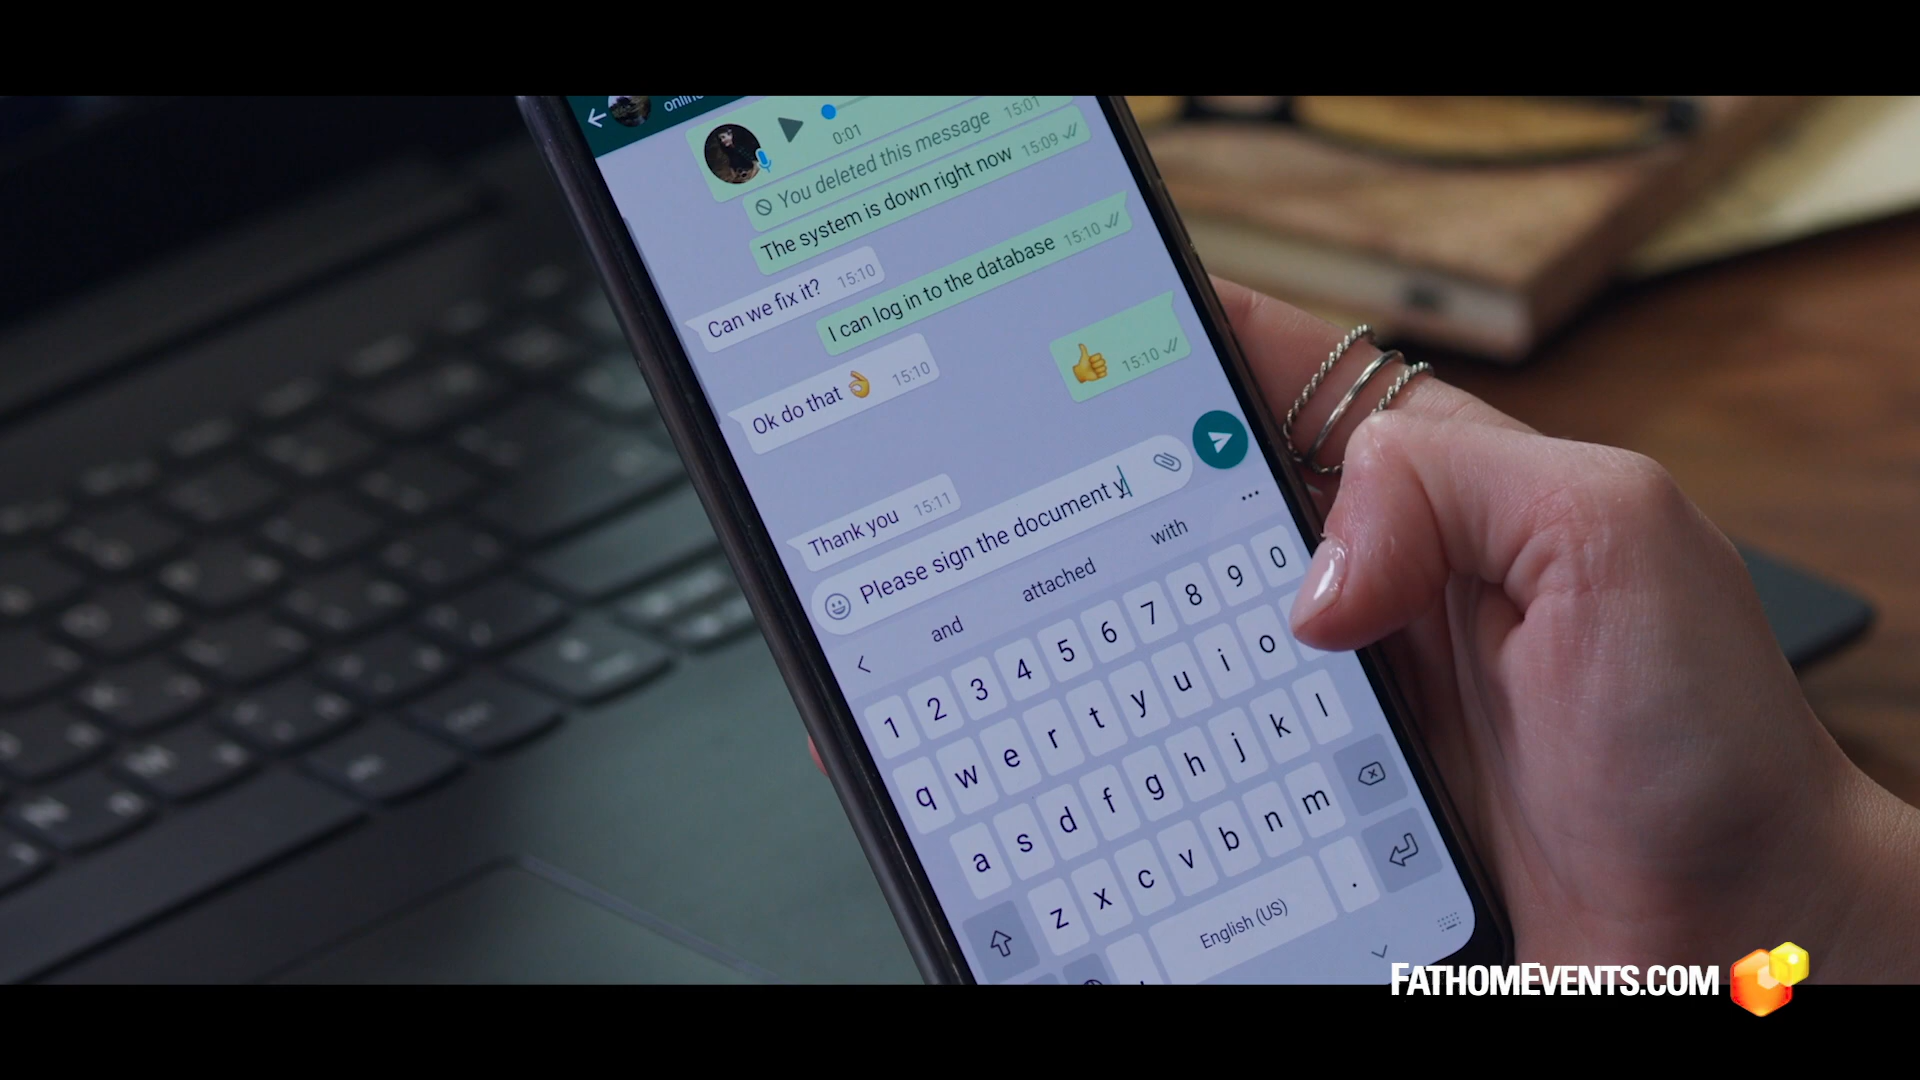 online
0:01
You deleted this message 15:01
The system is down right now 15:09
Can we fix it? 15:10
I can log in to the database 15:10
Ok do that 👌 15:10
👍 15:10
Thank you 15:11
Please sign the document y
and attached with
1 2 3 4 5 6 7 8 9 0
q w e r t y u i o
a s d f g h j k l
z x c v b n m
English (US) .
FATHOMEVENTS.COM